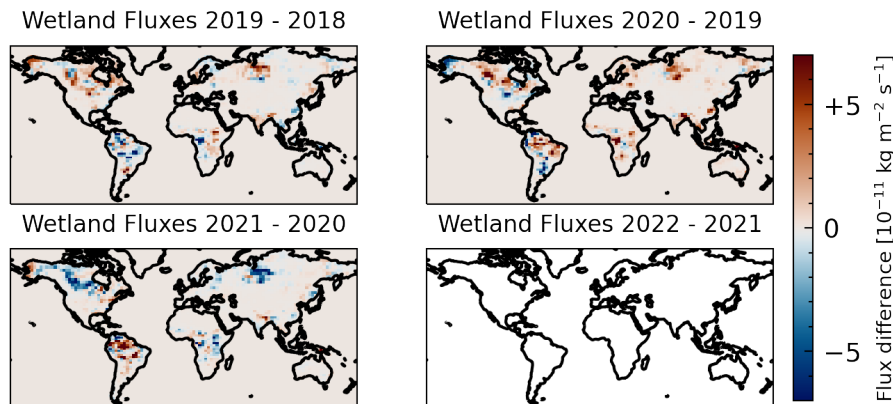 Wetland Fluxes 2019 - 2018
Wetland Fluxes 2020 - 2019
Wetland Fluxes 2021 - 2020
Wetland Fluxes 2022 - 2021
+5
0
−5
Flux difference [10⁻¹¹ kg m⁻² s⁻¹]